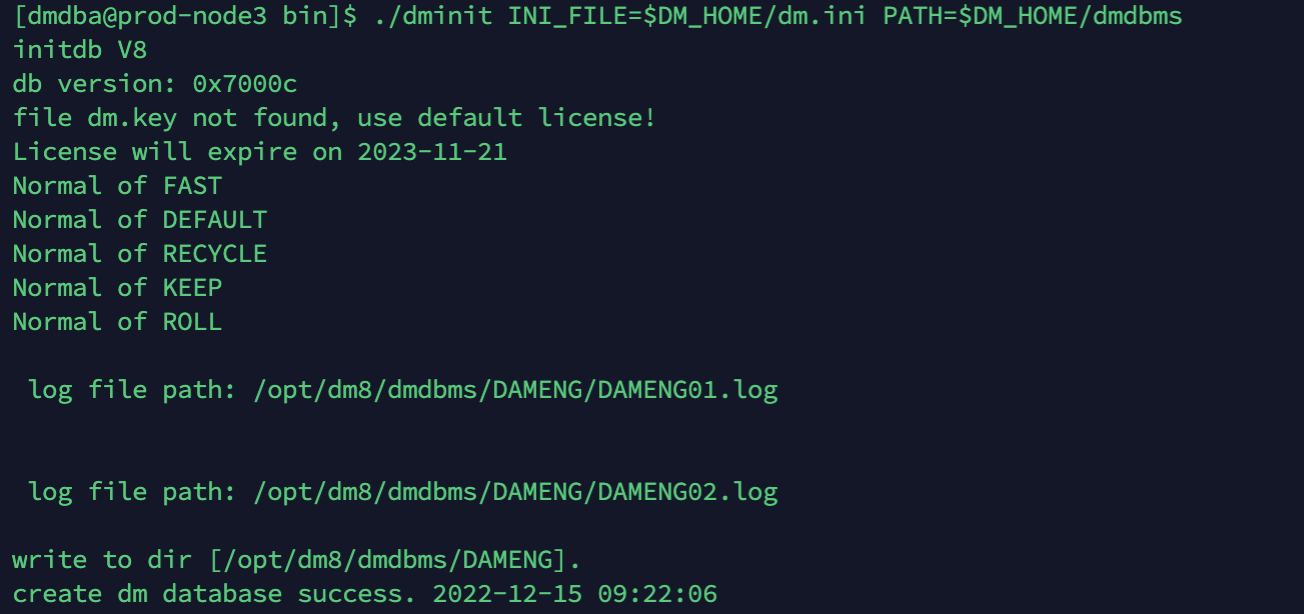 [dmdba@prod-node3 bin]$ ./dminit INI_FILE=$DM_HOME/dm.ini PATH=$DM_HOME/dmdbms
initdb V8
db version: 0x7000c
file dm.key not found, use default license!
License will expire on 2023-11-21
Normal of FAST
Normal of DEFAULT
Normal of RECYCLE
Normal of KEEP
Normal of ROLL
log file path: /opt/dm8/dmdbms/DAMENG/DAMENG01.log
log file path: /opt/dm8/dmdbms/DAMENG/DAMENG02.log
write to dir [/opt/dm8/dmdbms/DAMENG].
create dm database success. 2022-12-15 09:22:06